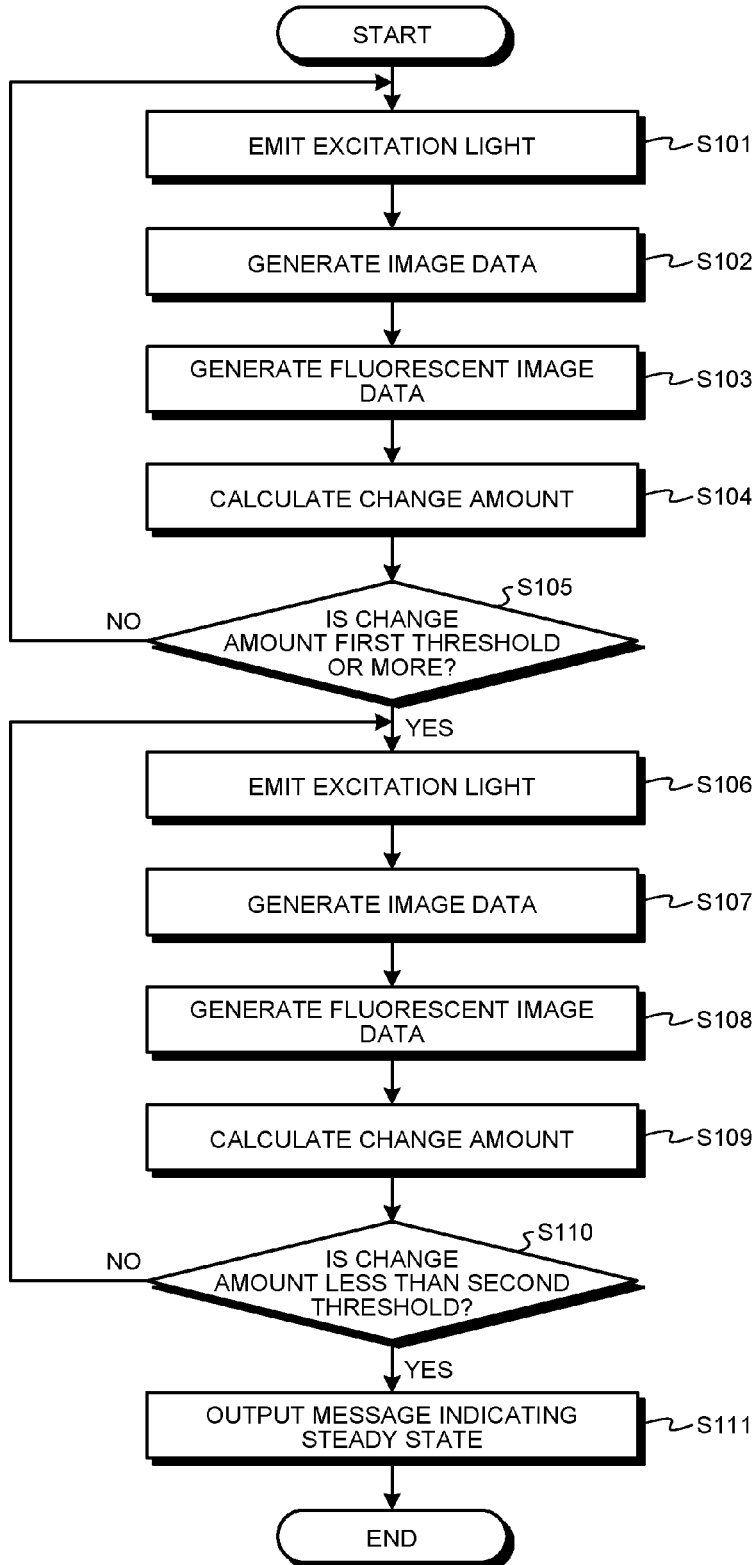 START
EMIT EXCITATION LIGHT
S101
GENERATE IMAGE DATA
S102
GENERATE FLUORESCENT IMAGE
DATA
S103
CALCULATE CHANGE AMOUNT
S104
S105
IS CHANGE
AMOUNT FIRST THRESHOLD
OR MORE?
NO
YES
EMIT EXCITATION LIGHT
S106
GENERATE IMAGE DATA
S107
GENERATE FLUORESCENT IMAGE
DATA
S108
CALCULATE CHANGE AMOUNT
S109
S110
IS CHANGE
AMOUNT LESS THAN SECOND
THRESHOLD?
NO
YES
OUTPUT MESSAGE INDICATING
STEADY STATE
S111
END